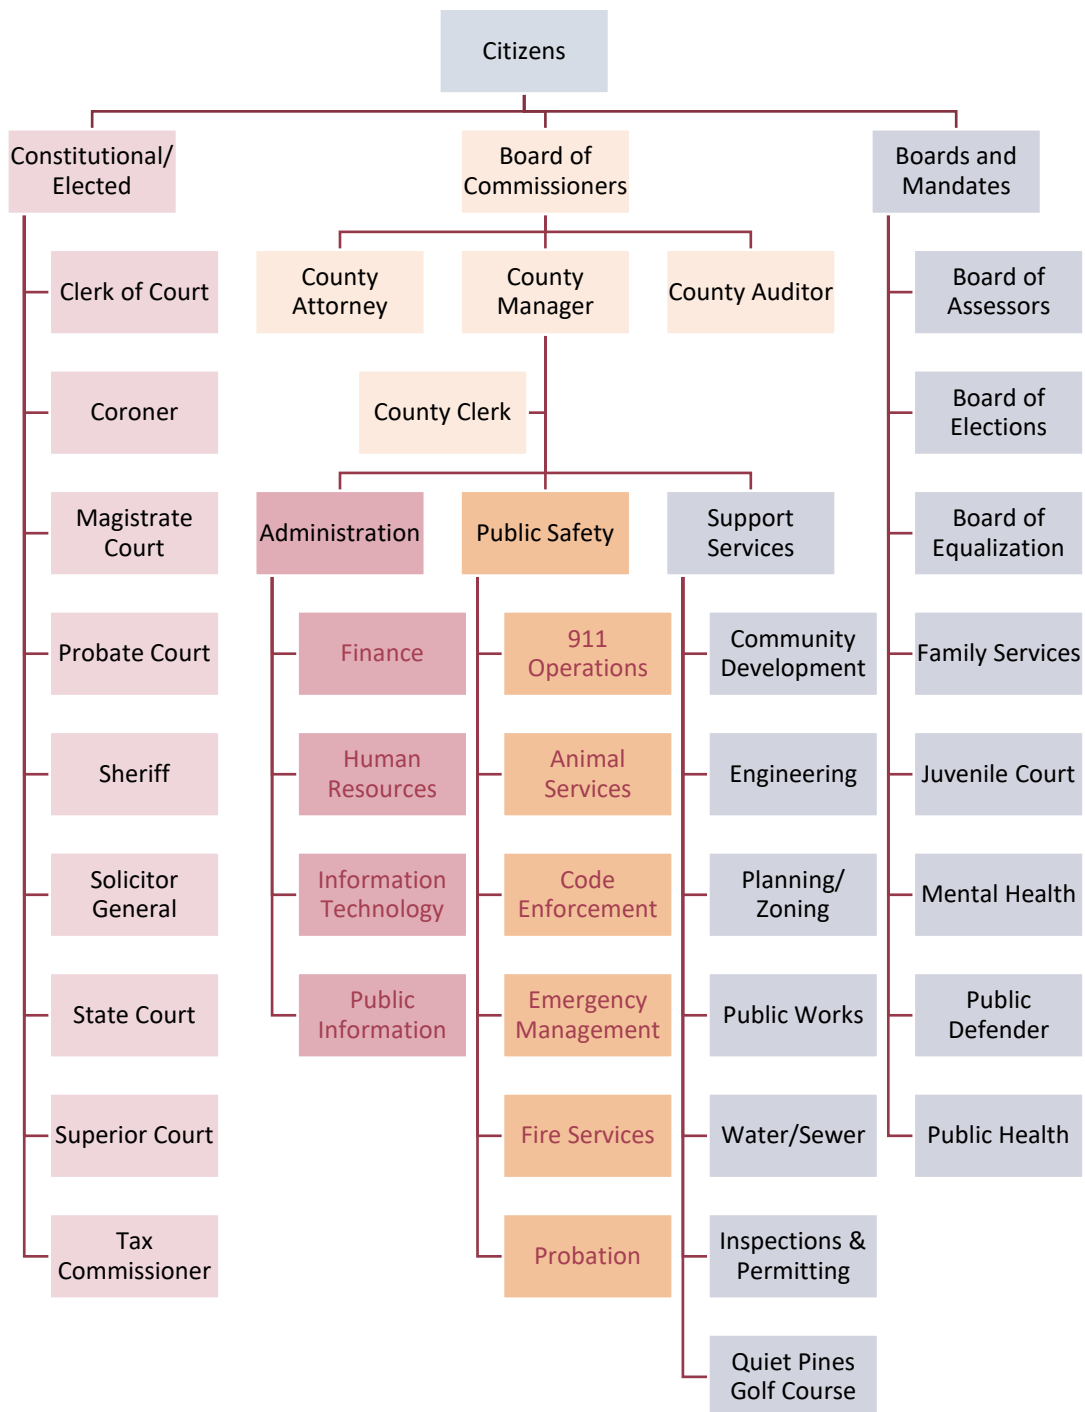 Citizens
Constitutional/
Elected
Board of
Commissioners
Boards and
Mandates
Clerk of Court
Coroner
Magistrate
Court
Probate Court
Sheriff
Solicitor
General
State Court
Superior Court
Tax
Commissioner
County
Attorney
County
Manager
County Auditor
County Clerk
Administration
Finance
Human
Resources
Information
Technology
Public
Information
Public Safety
911
Operations
Animal
Services
Code
Enforcement
Emergency
Management
Fire Services
Probation
Support
Services
Community
Development
Engineering
Planning/
Zoning
Public Works
Water/Sewer
Inspections &
Permitting
Quiet Pines
Golf Course
Board of
Assessors
Board of
Elections
Board of
Equalization
Family Services
Juvenile Court
Mental Health
Public
Defender
Public Health